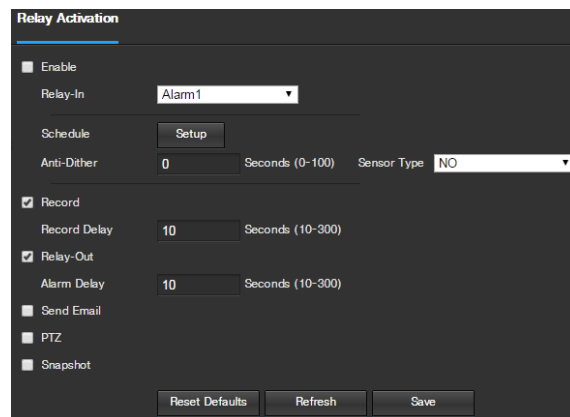 Relay Activation
Enable
Relay-In Alarm1
Schedule Setup
Anti-Dither 0 Seconds (0-100) Sensor Type NO
Record
Record Delay 10 Seconds (10-300)
Relay-Out
Alarm Delay 10 Seconds (10-300)
Send Email
PTZ
Snapshot
Reset Defaults Refresh Save